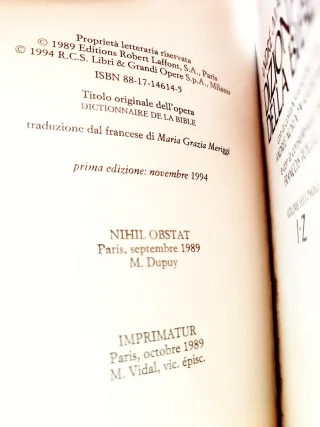 Proprietà letteraria riservata
© 1989 Editions Robert Laffont, S.A., Paris
© 1994 R.C.S. Libri & Grandi Opere S.p.A., Milano
ISBN 88-17-14614-5
Titolo originale dell'opera
DICTIONNAIRE DE LA BIBLE
traduzione dal francese di Maria Grazia Meriggi
prima edizione: novembre 1994
NIHIL OBSTAT
Paris, septembre 1989
M. Dupuy
IMPRIMATUR
Paris, octobre 1989
M. Vidal, vic. épisc.
I-Z